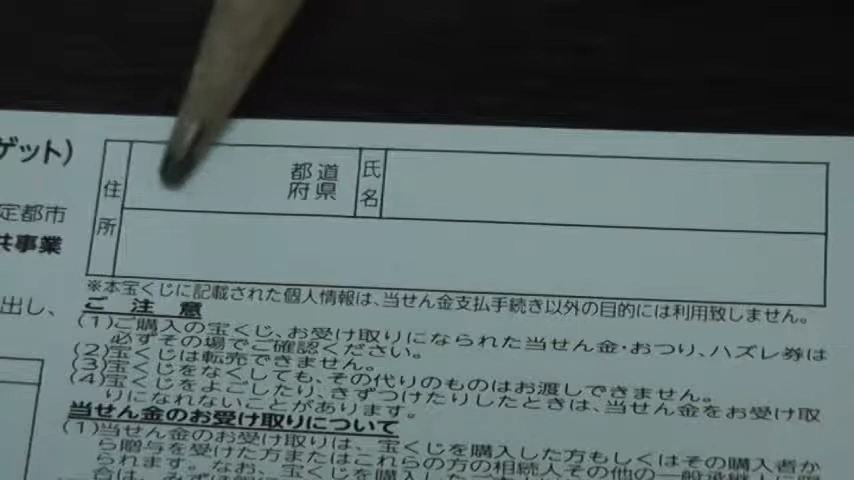 ゲット)
住所
都道
府県
氏名
定都市
共事業
出し、
※本宝くじに記載された個人情報は、当せん金支払手続き以外の目的には利用致しません。
ご注意
(1)ご購入の宝くじ、お受け取りになられた当せん金・おつり、ハズレ券は
必ずその場でご確認ください。
(2)宝くじは転売できません。
(3)宝くじをなくしても、その代りのものはお渡しできません。
(4)宝くじをよごしたり、きずつけたりしたときは、当せん金をお受け取
りになれないことがあります。
当せん金のお受け取りについて
(1)当せん金のお受け取りは、宝くじを購入した方もしくはその購入者か
ら贈与を受けた方またはこれらの方の相続人その他の一般承継人に限
られます。なお、宝くじを購入した